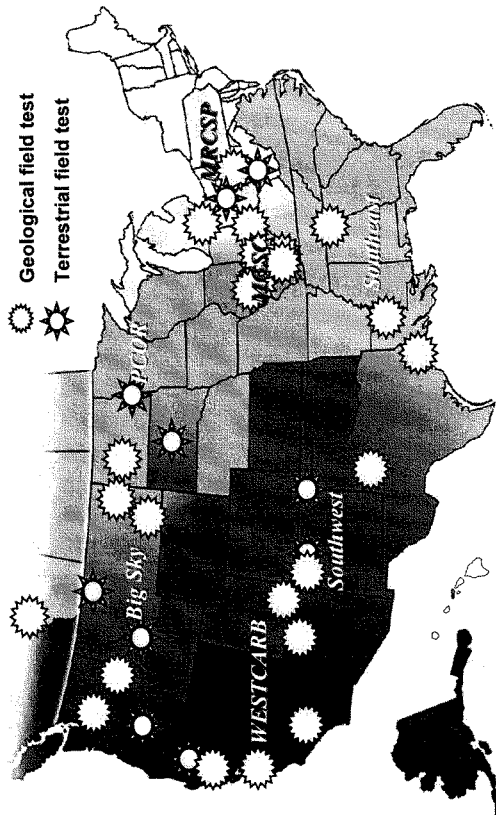 Geological field test
Terrestrial field test
MRCSP
PCOR
MGSC
Big Sky
Southeast
WESTCARB
Southwest